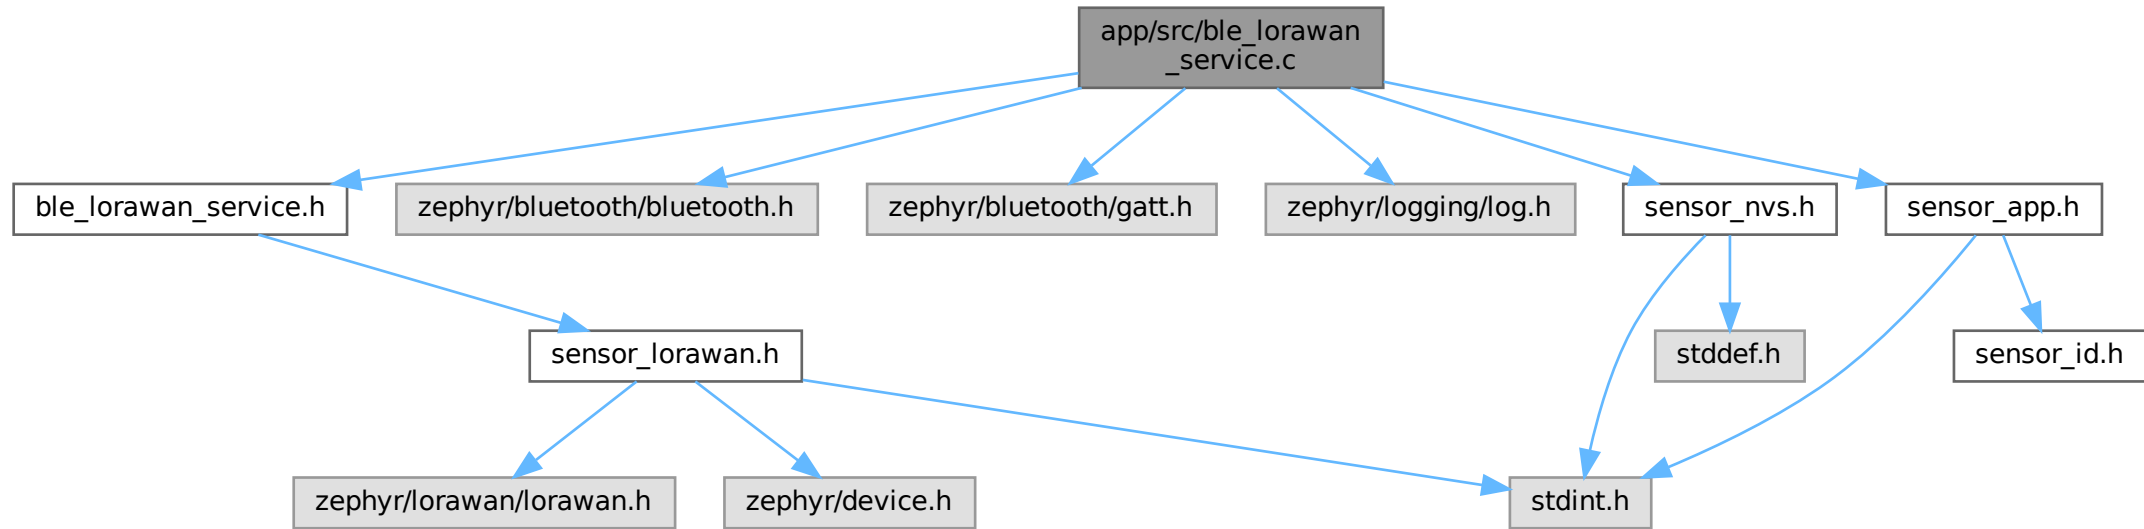 app/src/ble_lorawan
_service.c
ble_lorawan_service.h
zephyr/bluetooth/bluetooth.h
zephyr/bluetooth/gatt.h
zephyr/logging/log.h
sensor_nvs.h
sensor_app.h
sensor_lorawan.h
stddef.h
sensor_id.h
zephyr/lorawan/lorawan.h
zephyr/device.h
stdint.h